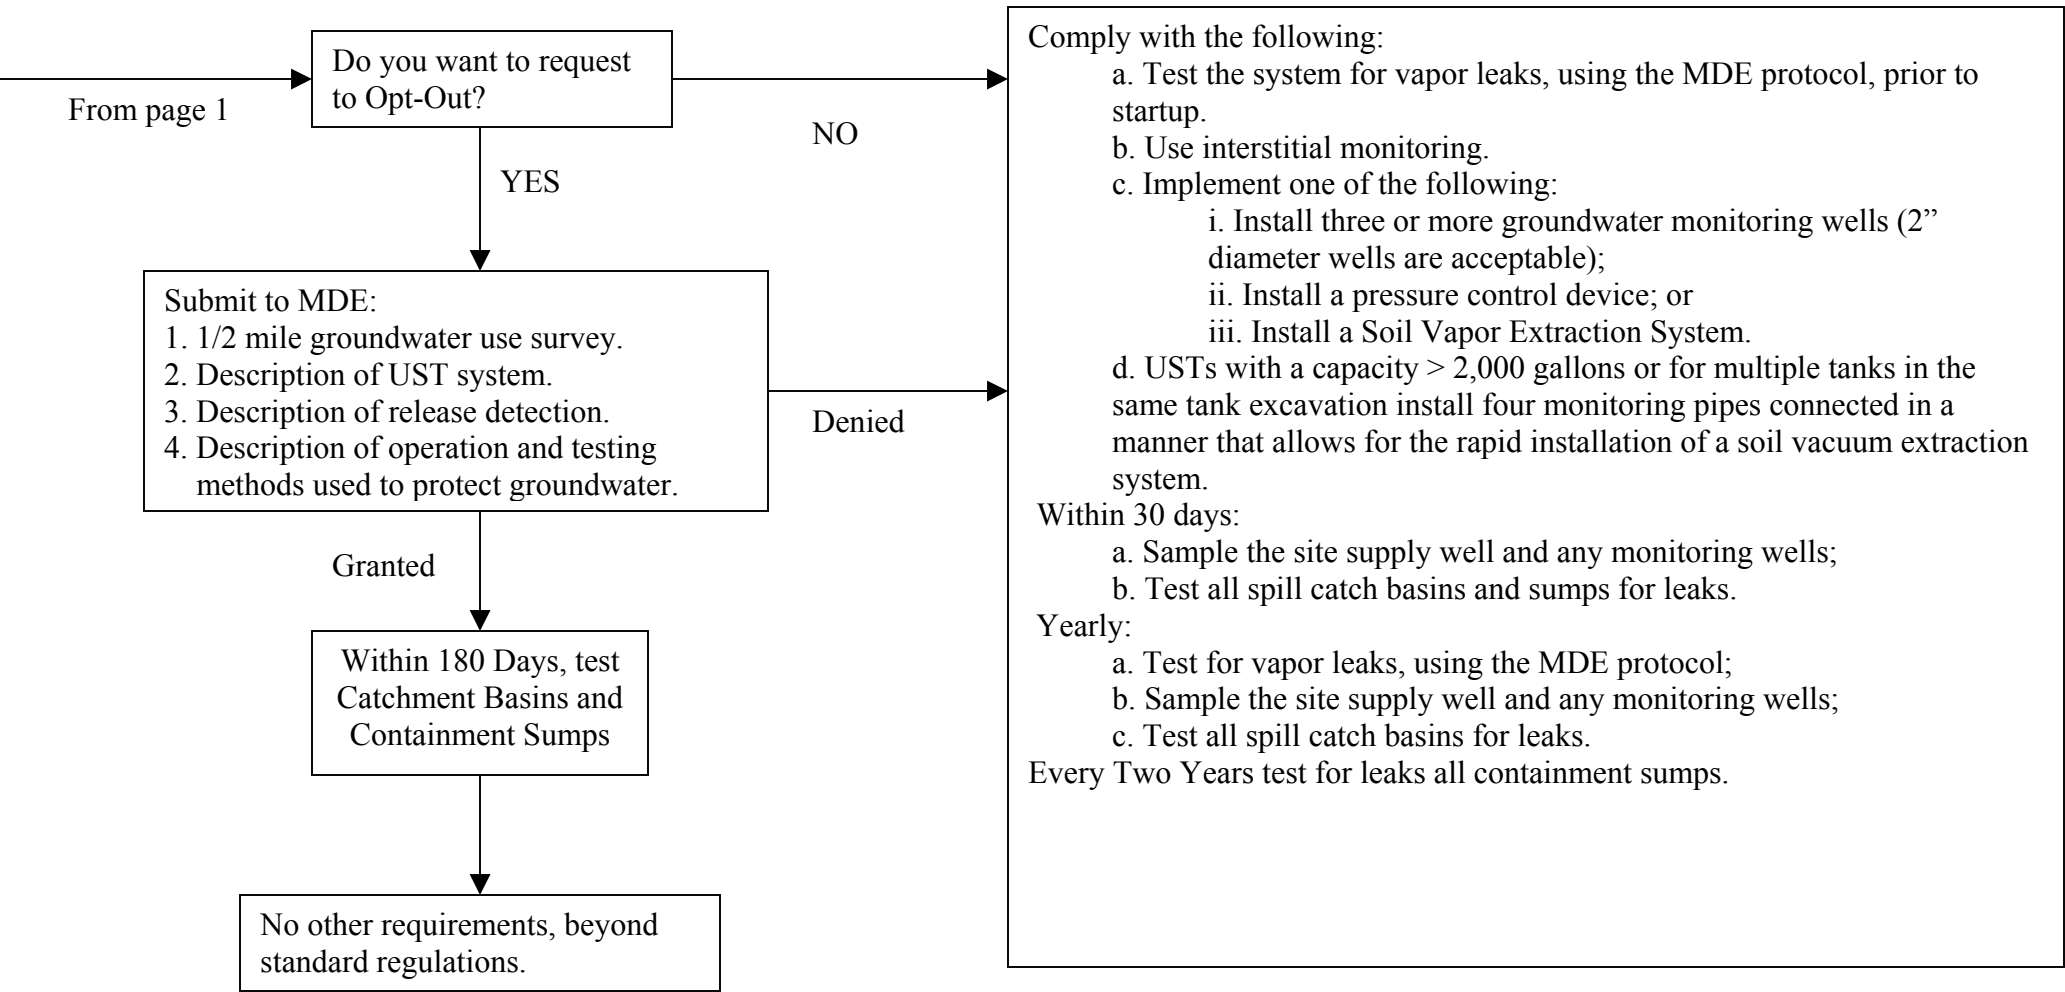 From page 1
Do you want to request
to Opt-Out?
NO
YES
Submit to MDE:
1. 1/2 mile groundwater use survey.
2. Description of UST system.
3. Description of release detection.
4. Description of operation and testing
methods used to protect groundwater.
Denied
Granted
Within 180 Days, test
Catchment Basins and
Containment Sumps
No other requirements, beyond
standard regulations.
Comply with the following:
a. Test the system for vapor leaks, using the MDE protocol, prior to
startup.
b. Use interstitial monitoring.
c. Implement one of the following:
i. Install three or more groundwater monitoring wells (2”
diameter wells are acceptable);
ii. Install a pressure control device; or
iii. Install a Soil Vapor Extraction System.
d. USTs with a capacity > 2,000 gallons or for multiple tanks in the
same tank excavation install four monitoring pipes connected in a
manner that allows for the rapid installation of a soil vacuum extraction
system.
Within 30 days:
a. Sample the site supply well and any monitoring wells;
b. Test all spill catch basins and sumps for leaks.
Yearly:
a. Test for vapor leaks, using the MDE protocol;
b. Sample the site supply well and any monitoring wells;
c. Test all spill catch basins for leaks.
Every Two Years test for leaks all containment sumps.